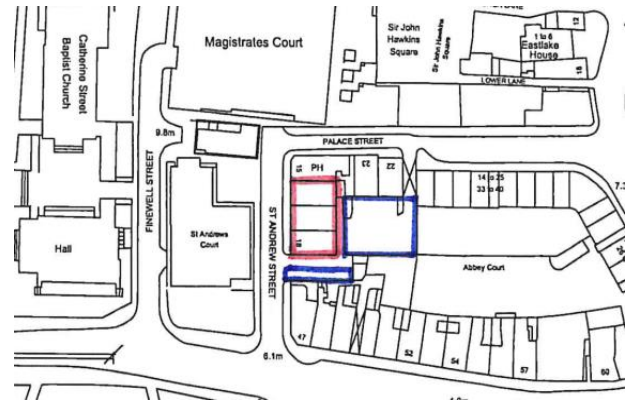 Catherine Street
Baptist Church
Magistrates Court
Sir John
Hawkins
Square
Sir John Hawkins
Square
1 to 6
Eastlake
House
12
18
LOWER LANE
9.8m
PALACE STREET
FINEWELL STREET
PH
23
22
14 to 25
33 to 40
St Andrews
Court
ST ANDREW STREET
18
Hall
Abbey Court
6.1m
47
52
54
57
60